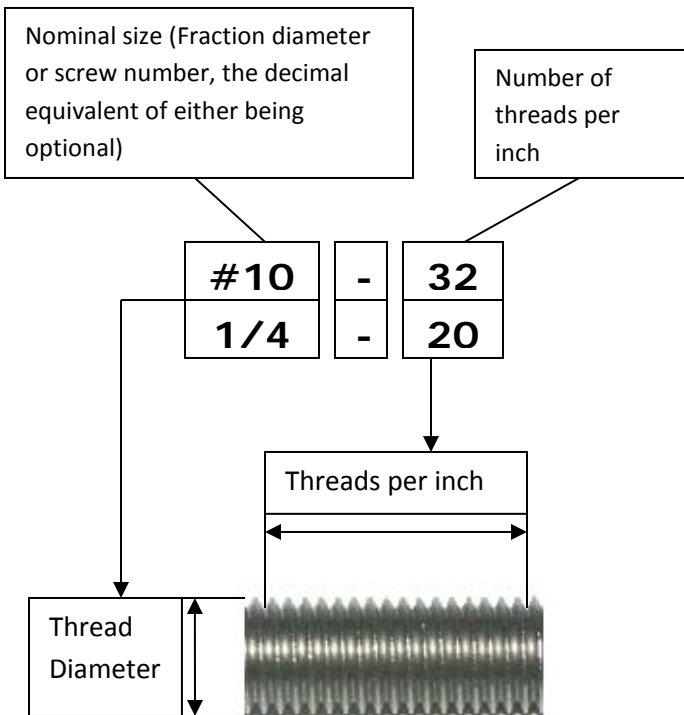 Nominal size (Fraction diameter
or screw number, the decimal
equivalent of either being
optional)
Number of
threads per
inch
#10 - 32
1/4 - 20
Threads per inch
Thread
Diameter